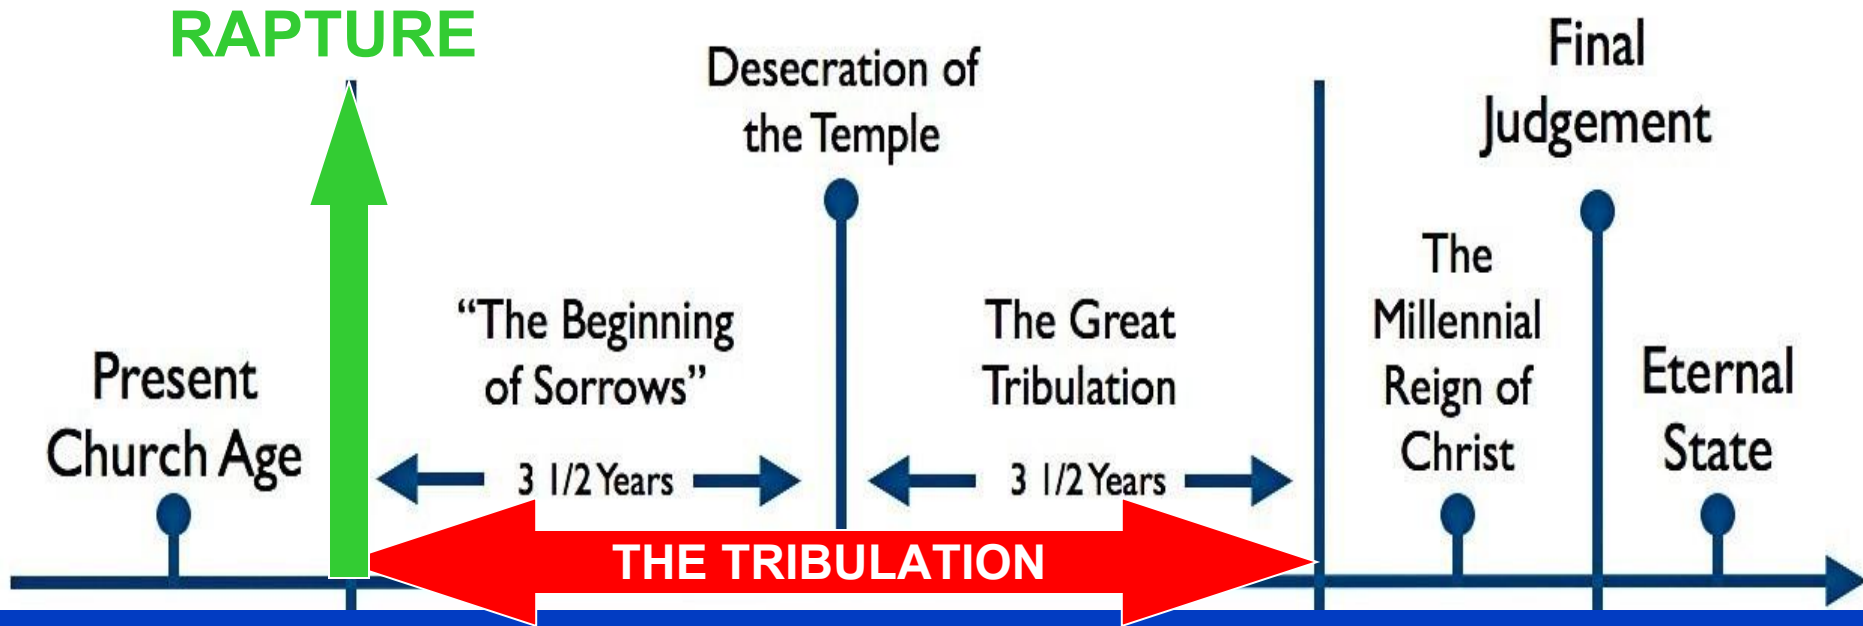 RAPTURE
Desecration of
the Temple
Final
Judgement
Present
Church Age
“The Beginning
of Sorrows”
3 1/2 Years
The Great
Tribulation
3 1/2 Years
The
Millennial
Reign of
Christ
Eternal
State
THE TRIBULATION